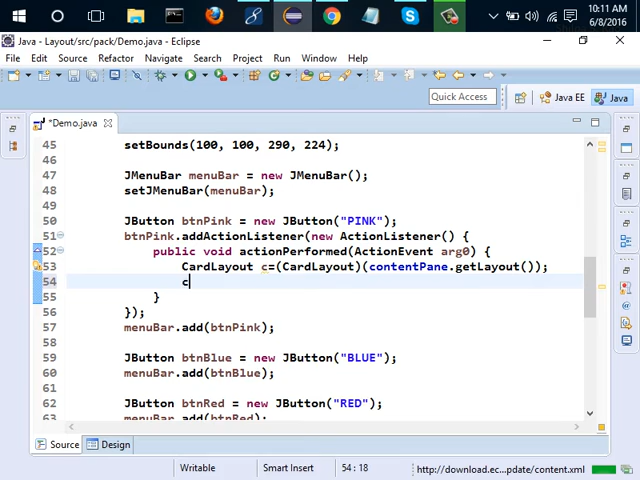 10:11 AM
6/8/2016
Java - Layout/src/pack/Demo.java - Eclipse
File Edit Source Refactor Navigate Search Project Run Window Help
Quick Access
Java EE
Java
*Demo.java
45 setBounds(100, 100, 290, 224);
46
47 JMenuBar menuBar = new JMenuBar();
48 setJMenuBar(menuBar);
49
50 JButton btnPink = new JButton("PINK");
51 btnPink.addActionListener(new ActionListener() {
52 public void actionPerformed(ActionEvent arg0) {
53 CardLayout c=(CardLayout)(contentPane.getLayout());
54 c
55 }
56 });
57 menuBar.add(btnPink);
58
59 JButton btnBlue = new JButton("BLUE");
60 menuBar.add(btnBlue);
61
62 JButton btnRed = new JButton("RED");
63 menuBar.add(btnRed);
Source Design
Writable Smart Insert 54 : 18 http://download.ec...pdate/content.xml